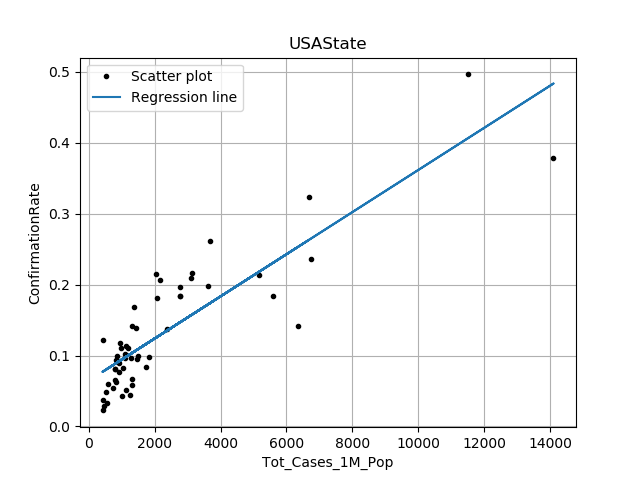 USAState
Scatter plot
Regression line
0.5
0.4
0.3
0.2
0.1
0.0
ConfirmationRate
0 2000 4000 6000 8000 10000 12000 14000
Tot_Cases_1M_Pop